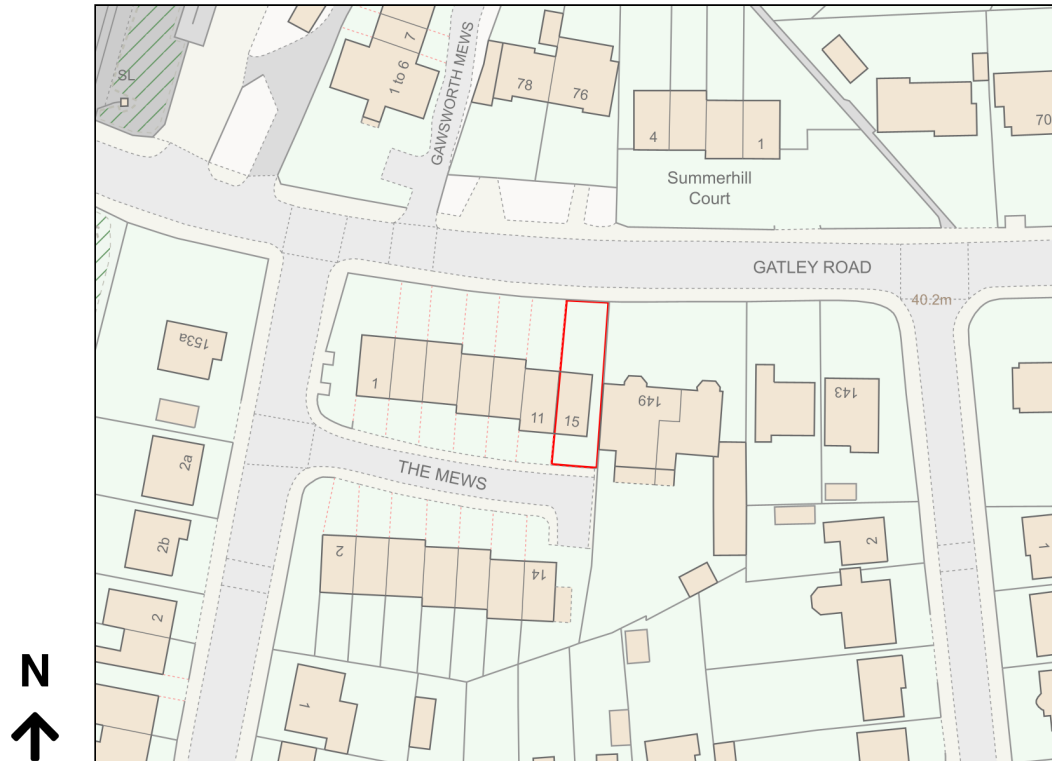 SL
7
1 to 6
GAWSWORTH MEWS
78
76
4
1
70
Summerhill
Court
GATLEY ROAD
40.2m
153a
1
11
15
149
143
2a
THE MEWS
2b
2
14
2
1
2
1
N